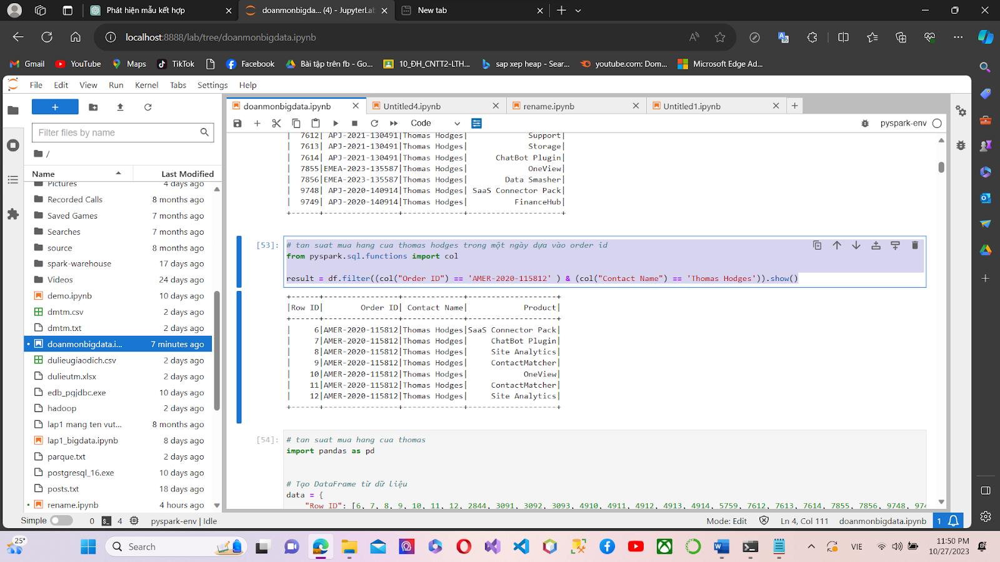 Phát hiện mẫu kết hợp
doanmonbigda... (4) - JupyterLab
New tab
localhost:8888/lab/tree/doanmonbigdata.ipynb
Gmail
YouTube
Maps
TikTok
Facebook
Bài tập trên fb - Go...
10_ĐH_CNTT2-LTH...
sap xep heap - Sear...
youtube.com: Dom...
Microsoft Edge Ad...
File Edit View Run Kernel Tabs Settings Help
+
Filter files by name
/
Name Last Modified
Pictures 4 days ago
Recorded Calls 8 months ago
Saved Games 7 months ago
Searches 7 months ago
source 8 months ago
spark-warehouse 17 days ago
Videos 24 days ago
demo.ipynb 10 days ago
dmtm.csv 2 days ago
dmtm.txt 2 days ago
doanmonbigdata.i... 7 minutes ago
dulieugiaodich.csv 2 days ago
dulieutm.xlsx 2 days ago
edb_pgjdbc.exe 10 days ago
hadoop 2 days ago
lap1 mang ten vut... 8 months ago
lap1_bigdata.ipynb 8 days ago
parque.txt 2 days ago
postgresql_16.exe 10 days ago
posts.txt 18 days ago
rename.ipynb 4 hours ago
doanmonbigdata.ipynb
Untitled4.ipynb
rename.ipynb
Untitled1.ipynb
Code
pyspark-env
| 7612| APJ-2021-130491|Thomas Hodges| Support|
| 7613| APJ-2021-130491|Thomas Hodges| Storage|
| 7614| APJ-2021-130491|Thomas Hodges| ChatBot Plugin|
| 7855|EMEA-2023-135587|Thomas Hodges| OneView|
| 7856|EMEA-2023-135587|Thomas Hodges| Data Smasher|
| 9748| APJ-2020-140914|Thomas Hodges| SaaS Connector Pack|
| 9749| APJ-2020-140914|Thomas Hodges| FinanceHub|
+------+----------------+-------------+--------------------+
[53]:
# tan suat mua hang cua thomas hodges trong một ngày dựa vào order id
from pyspark.sql.functions import col
result = df.filter((col("Order ID") == 'AMER-2020-115812' ) & (col("Contact Name") == 'Thomas Hodges')).show()
+------+----------------+-------------+-------------------+
|Row ID| Order ID| Contact Name| Product|
+------+----------------+-------------+-------------------+
| 6|AMER-2020-115812|Thomas Hodges|SaaS Connector Pack|
| 7|AMER-2020-115812|Thomas Hodges| ChatBot Plugin|
| 8|AMER-2020-115812|Thomas Hodges| Site Analytics|
| 9|AMER-2020-115812|Thomas Hodges| ContactMatcher|
| 10|AMER-2020-115812|Thomas Hodges| OneView|
| 11|AMER-2020-115812|Thomas Hodges| ContactMatcher|
| 12|AMER-2020-115812|Thomas Hodges| Site Analytics|
+------+----------------+-------------+-------------------+
[54]:
# tan suat mua hang cua thomas
import pandas as pd
# Tạo DataFrame từ dữ liệu
data = {
"Row ID": [6, 7, 8, 9, 10, 11, 12, 2844, 3091, 3092, 3093, 4910, 4911, 4912, 4913, 4914, 5759, 7612, 7613, 7614, 7855, 7856, 9748, 974
Simple 0 $_ 4 pyspark-env | Idle
Mode: Edit Ln 4, Col 111 doanmonbigdata.ipynb 1
25°
Search
VIE
11:50 PM
10/27/2023